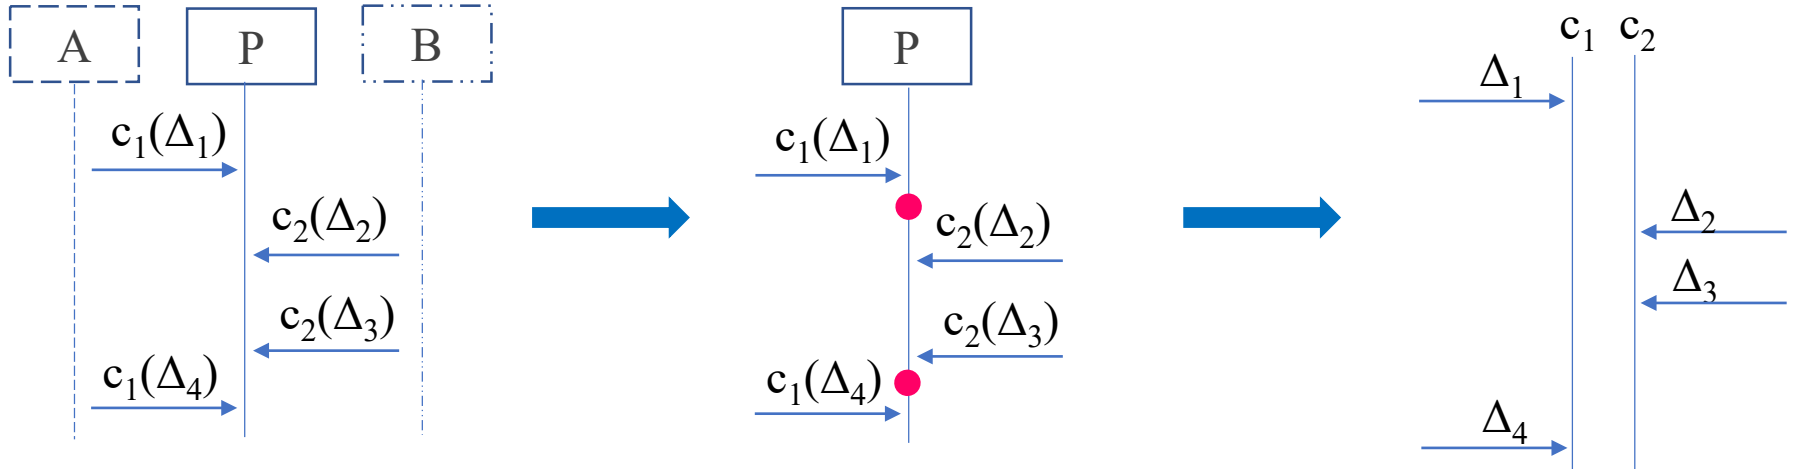 A P B
c₁(Δ₁)
c₂(Δ₂)
c₂(Δ₃)
c₁(Δ₄)
P
c₁(Δ₁)
c₂(Δ₂)
c₂(Δ₃)
c₁(Δ₄)
c₁ c₂
Δ₁
Δ₂
Δ₃
Δ₄